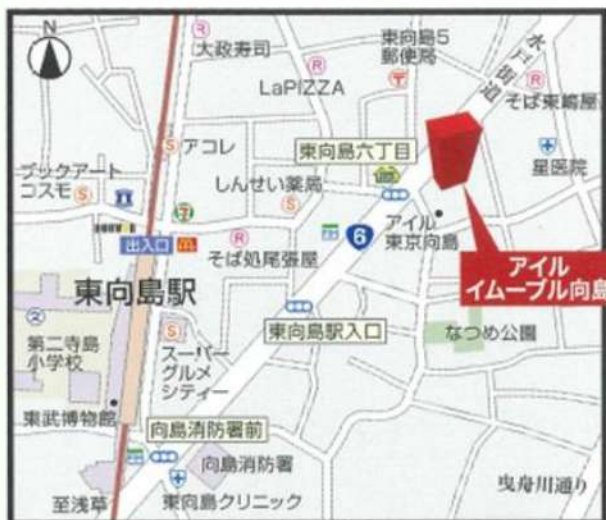 N
大政寿司
東向島5
郵便局
水戸街道
LaPIZZA
そば東嶋屋
アコレ
東向島六丁目
星医院
ブックアート
コスモ
しんせい薬局
アイル
東京向島
6
出入口
そば処尾張屋
アイル
イムーブル向島
東向島駅
東向島駅入口
なつめ公園
第二寺島
小学校
スーパー
グルメ
シティー
東武博物館
向島消防署前
向島消防署
至浅草
東向島クリニック
曳舟川通り